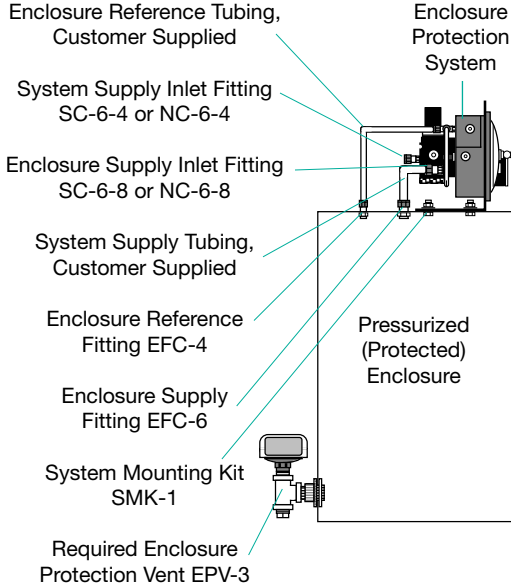 Enclosure Reference Tubing,
Customer Supplied
Enclosure
Protection
System
System Supply Inlet Fitting
SC-6-4 or NC-6-4
Enclosure Supply Inlet Fitting
SC-6-8 or NC-6-8
System Supply Tubing,
Customer Supplied
Enclosure Reference
Fitting EFC-4
Pressurized
(Protected)
Enclosure
Enclosure Supply
Fitting EFC-6
System Mounting Kit
SMK-1
Required Enclosure
Protection Vent EPV-3